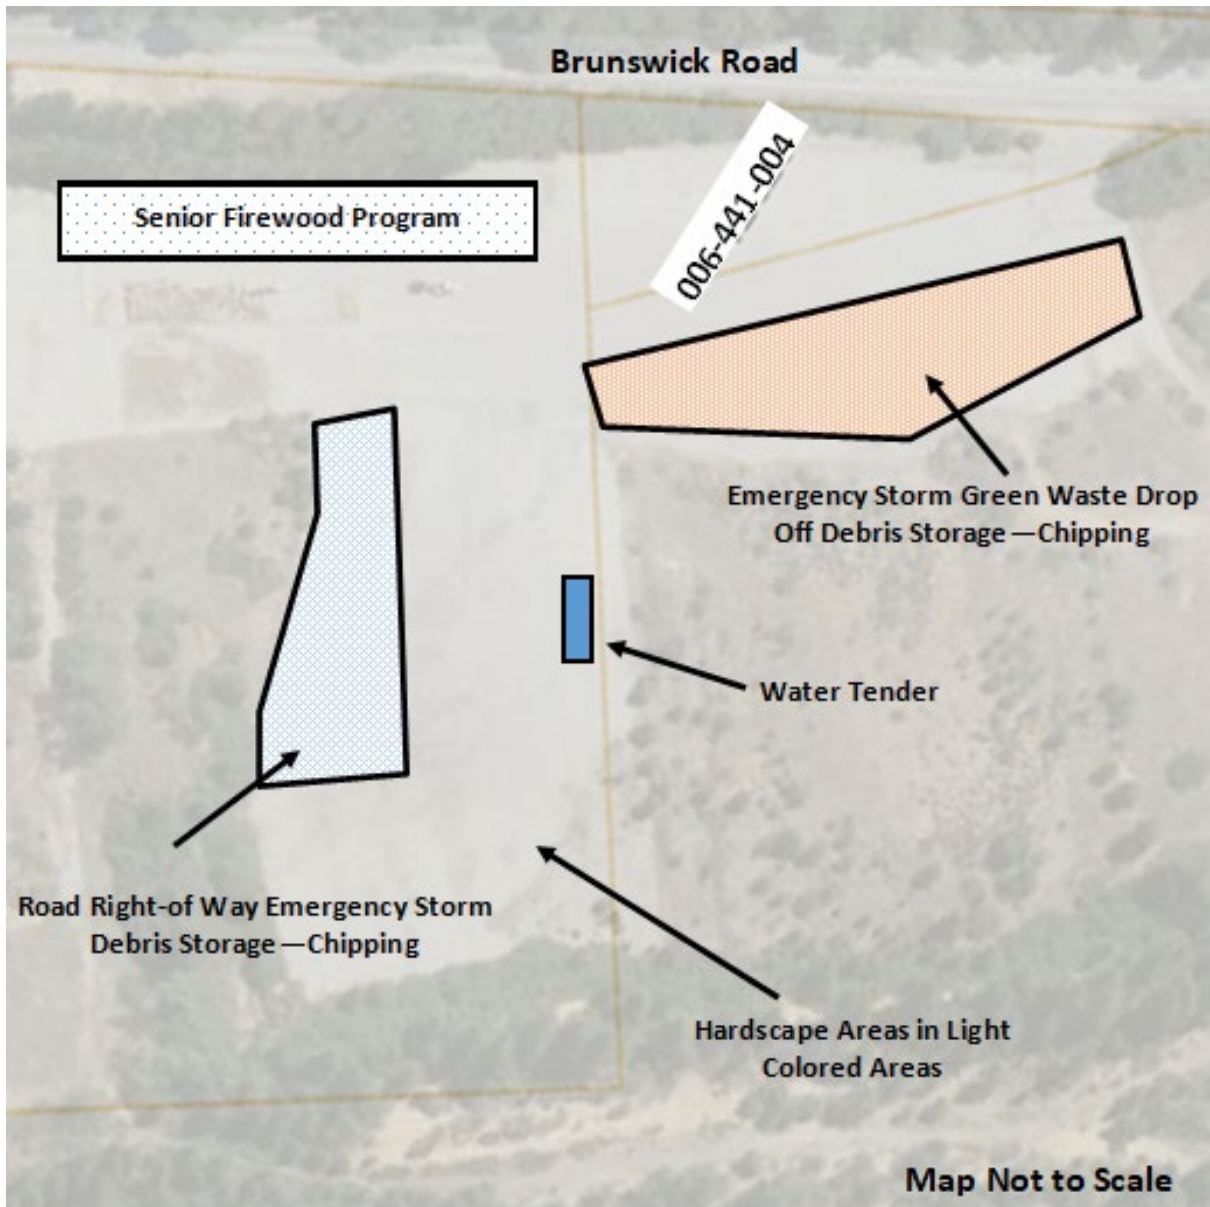 Brunswick Road
006-441-004
Senior Firewood Program
Emergency Storm Green Waste Drop
Off Debris Storage—Chipping
Water Tender
Road Right-of Way Emergency Storm
Debris Storage—Chipping
Hardscape Areas in Light
Colored Areas
Map Not to Scale